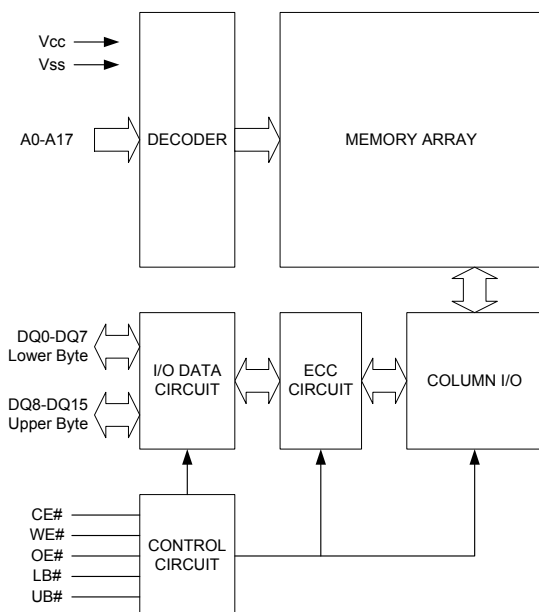 Vcc
Vss
A0-A17
DECODER
MEMORY ARRAY
DQ0-DQ7
Lower Byte
DQ8-DQ15
Upper Byte
I/O DATA
CIRCUIT
ECC
CIRCUIT
COLUMN I/O
CE#
WE#
OE#
LB#
UB#
CONTROL
CIRCUIT